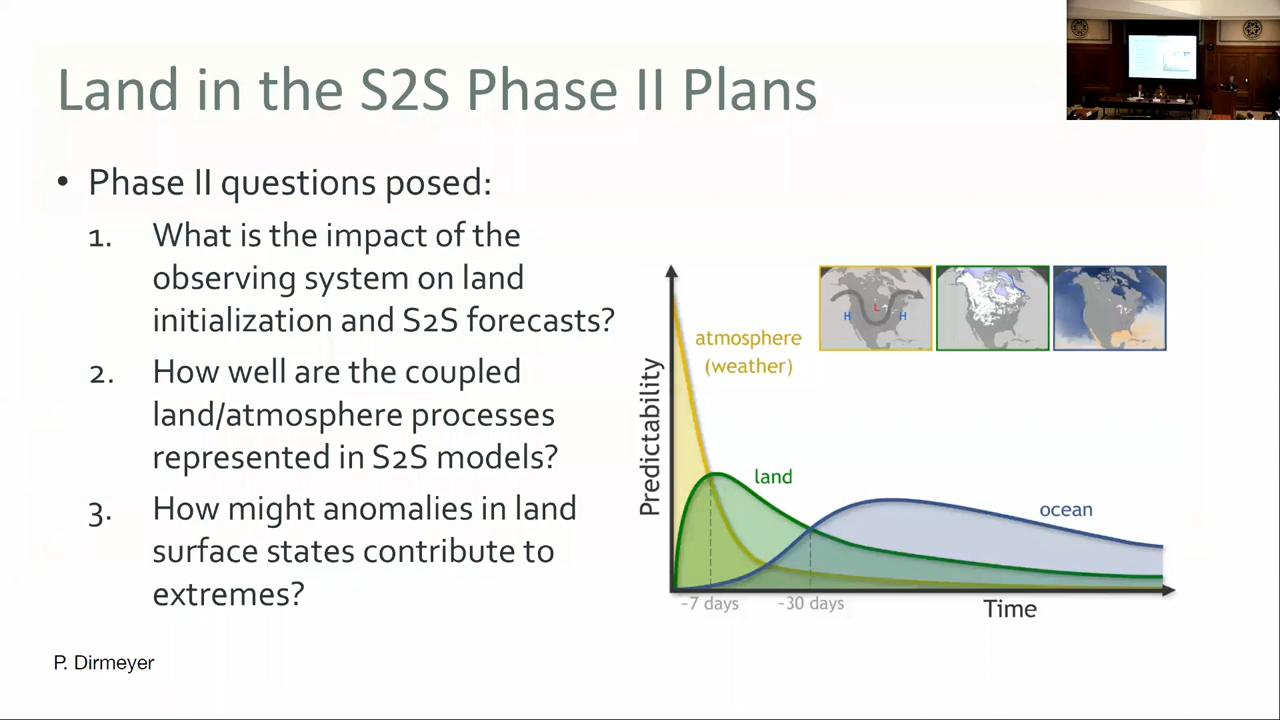 Land in the S2S Phase II Plans
• Phase II questions posed:
1. What is the impact of the
observing system on land
initialization and S2S forecasts?
2. How well are the coupled
land/atmosphere processes
represented in S2S models?
3. How might anomalies in land
surface states contribute to
extremes?
P. Dirmeyer
Predictability
atmosphere
(weather)
H
L
H
land
ocean
~7 days
~30 days
Time